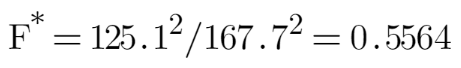 F* = 125.1²/167.7² = 0.5564